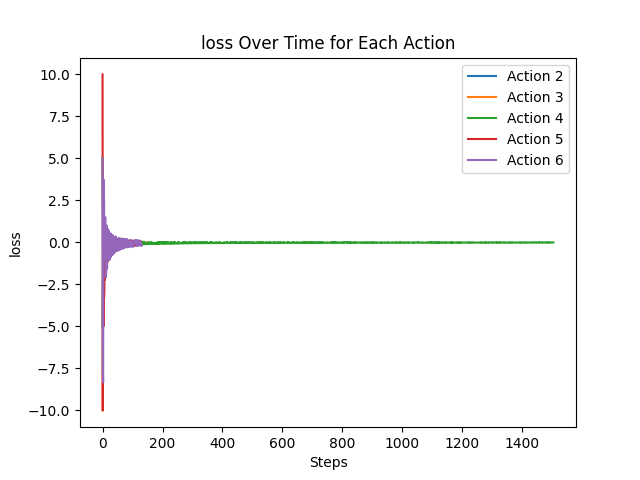 loss Over Time for Each Action
Action 2
Action 3
Action 4
Action 5
Action 6
10.0
7.5
5.0
2.5
0.0
−2.5
−5.0
−7.5
−10.0
loss
0 200 400 600 800 1000 1200 1400
Steps